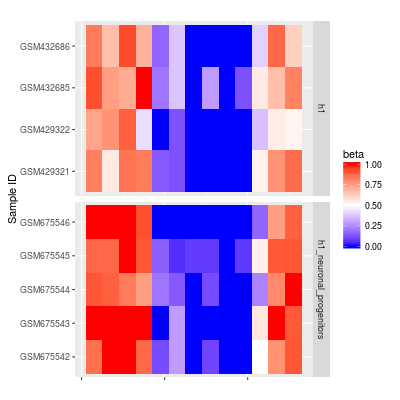 GSM432686
GSM432685
GSM429322
GSM429321
h1
GSM675546
GSM675545
GSM675544
GSM675543
GSM675542
h1_neuronal_progenitors
Sample ID
beta
1.00
0.75
0.50
0.25
0.00